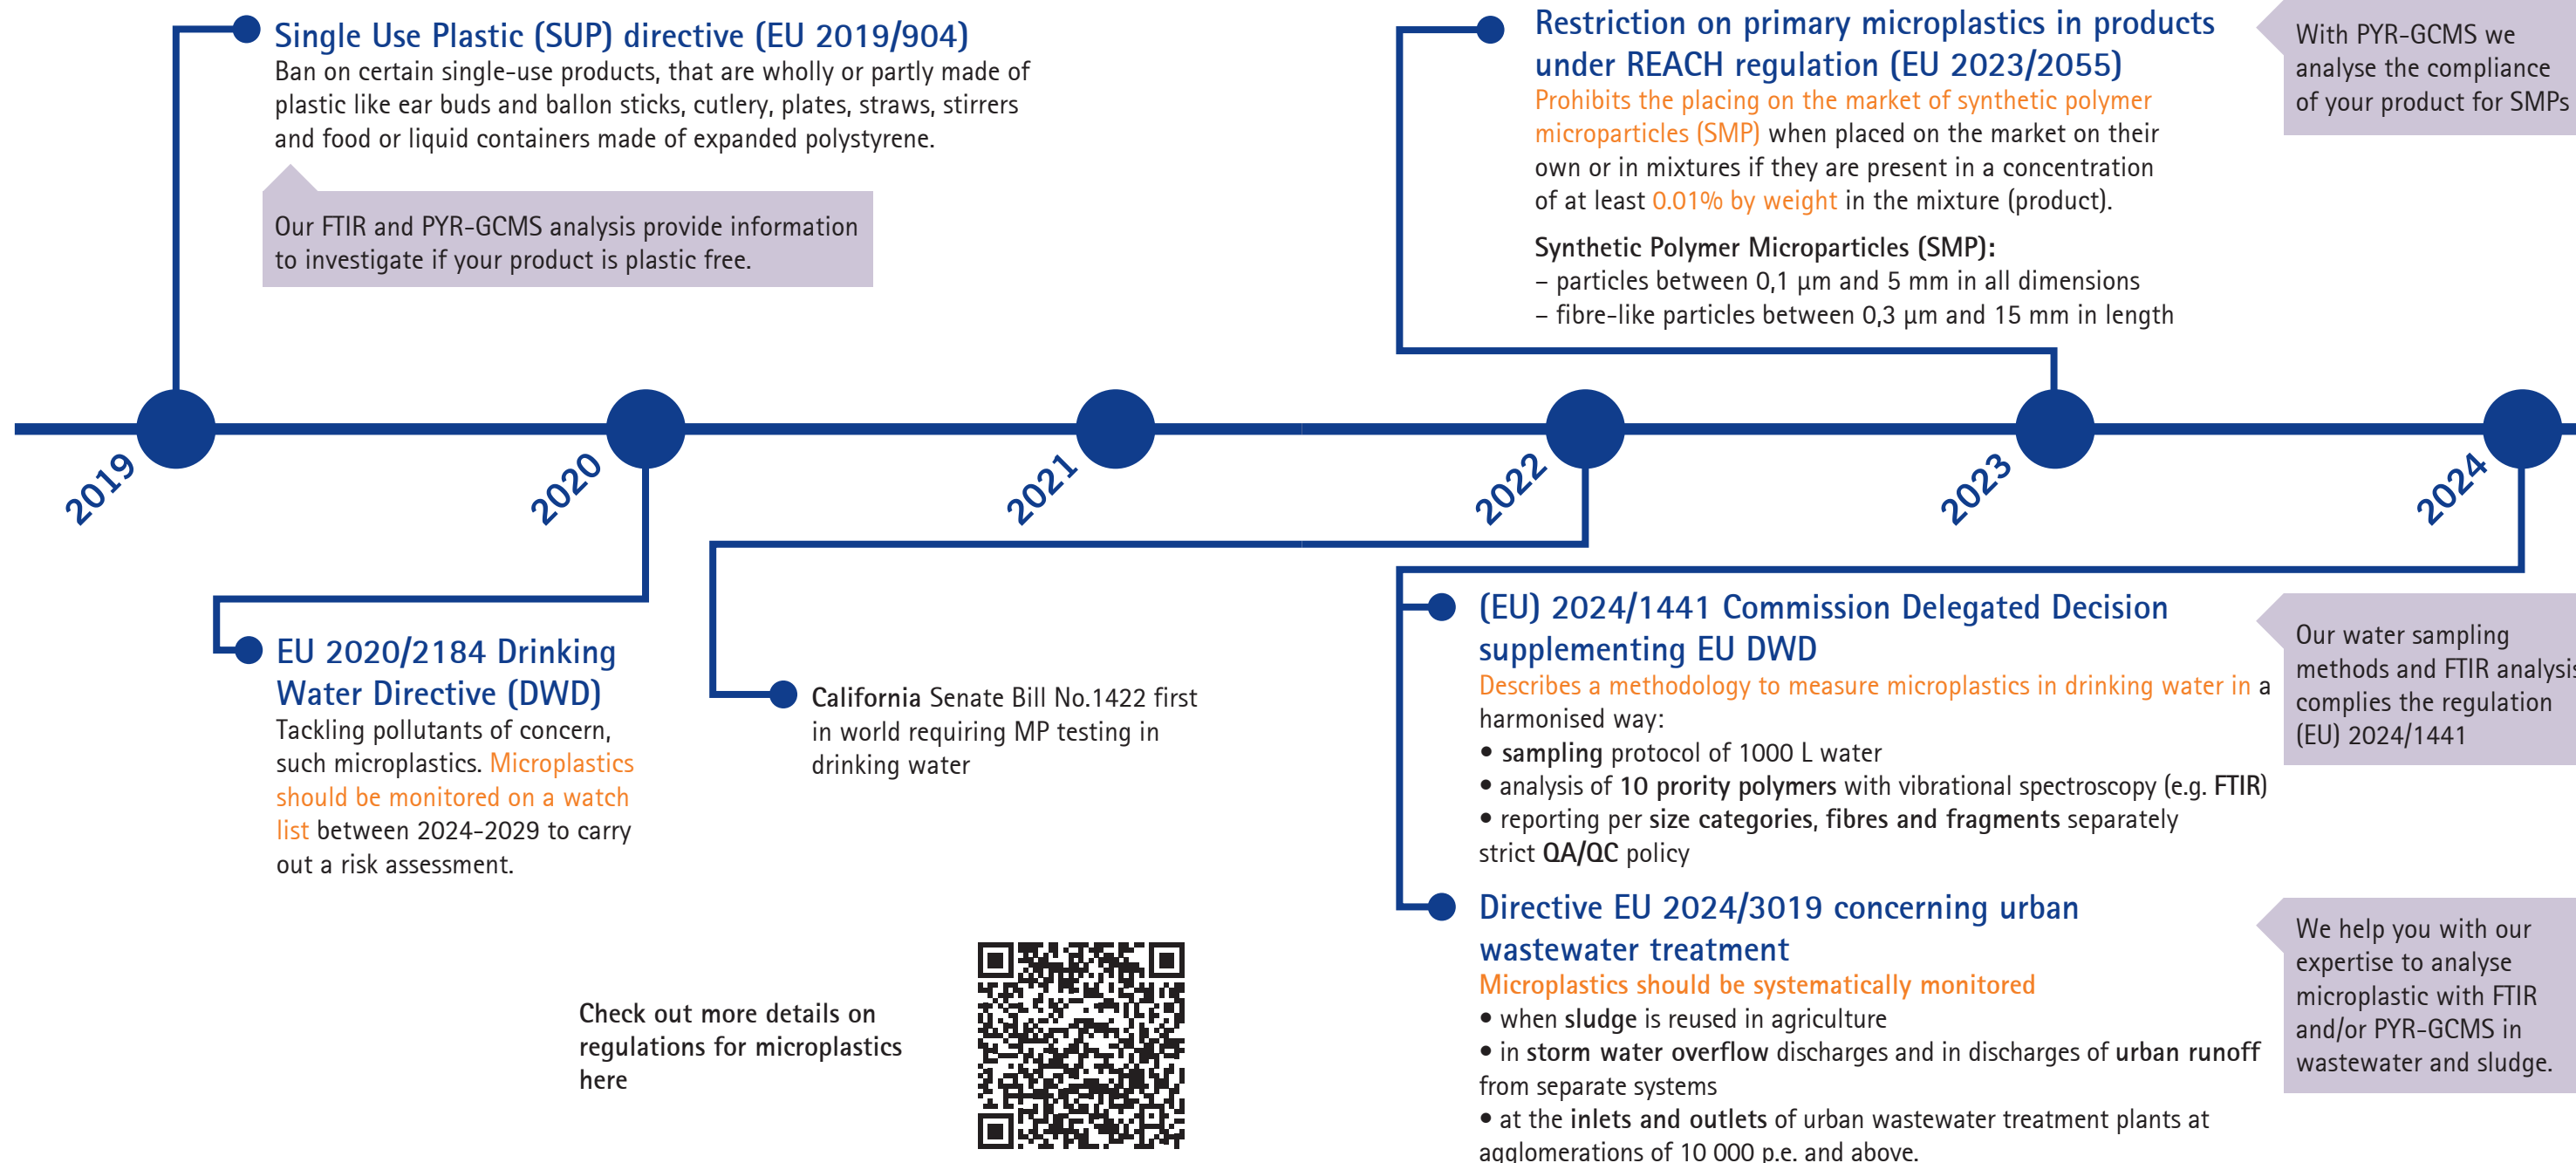 Single Use Plastic (SUP) directive (EU 2019/904)
Ban on certain single-use products, that are wholly or partly made of
plastic like ear buds and ballon sticks, cutlery, plates, straws, stirrers
and food or liquid containers made of expanded polystyrene.
Our FTIR and PYR-GCMS analysis provide information
to investigate if your product is plastic free.
Restriction on primary microplastics in products
under REACH regulation (EU 2023/2055)
Prohibits the placing on the market of synthetic polymer
microparticles (SMP) when placed on the market on their
own or in mixtures if they are present in a concentration
of at least 0.01% by weight in the mixture (product).
Synthetic Polymer Microparticles (SMP):
– particles between 0,1 µm and 5 mm in all dimensions
– fibre-like particles between 0,3 µm and 15 mm in length
With PYR-GCMS we
analyse the compliance
of your product for SMPs
2019
2020
2021
2022
2023
2024
EU 2020/2184 Drinking
Water Directive (DWD)
Tackling pollutants of concern,
such microplastics. Microplastics
should be monitored on a watch
list between 2024-2029 to carry
out a risk assessment.
California Senate Bill No.1422 first
in world requiring MP testing in
drinking water
(EU) 2024/1441 Commission Delegated Decision
supplementing EU DWD
Describes a methodology to measure microplastics in drinking water in a
harmonised way:
• sampling protocol of 1000 L water
• analysis of 10 prority polymers with vibrational spectroscopy (e.g. FTIR)
• reporting per size categories, fibres and fragments separately
strict QA/QC policy
Our water sampling
methods and FTIR analysis
complies the regulation
(EU) 2024/1441
Directive EU 2024/3019 concerning urban
wastewater treatment
Microplastics should be systematically monitored
• when sludge is reused in agriculture
• in storm water overflow discharges and in discharges of urban runoff
from separate systems
• at the inlets and outlets of urban wastewater treatment plants at
agglomerations of 10 000 p.e. and above.
We help you with our
expertise to analyse
microplastic with FTIR
and/or PYR-GCMS in
wastewater and sludge.
Check out more details on
regulations for microplastics
here